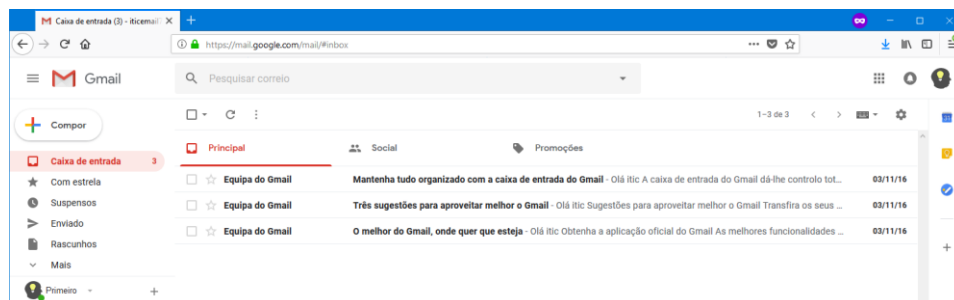 Caixa de entrada (3) - iticemail
https://mail.google.com/mail/#inbox
Gmail
Pesquisar correio
Compor
1-3 de 3
31
Principal
Social
Promoções
Caixa de entrada 3
Com estrela
Suspensos
Enviado
Rascunhos
Mais
Primeiro
Equipa do Gmail Mantenha tudo organizado com a caixa de entrada do Gmail - Olá itic A caixa de entrada do Gmail dá-lhe controlo tot... 03/11/16
Equipa do Gmail Três sugestões para aproveitar melhor o Gmail - Olá itic Sugestões para aproveitar melhor o Gmail Transfira os seus ... 03/11/16
Equipa do Gmail O melhor do Gmail, onde quer que esteja - Olá itic Obtenha a aplicação oficial do Gmail As melhores funcionalidades ... 03/11/16